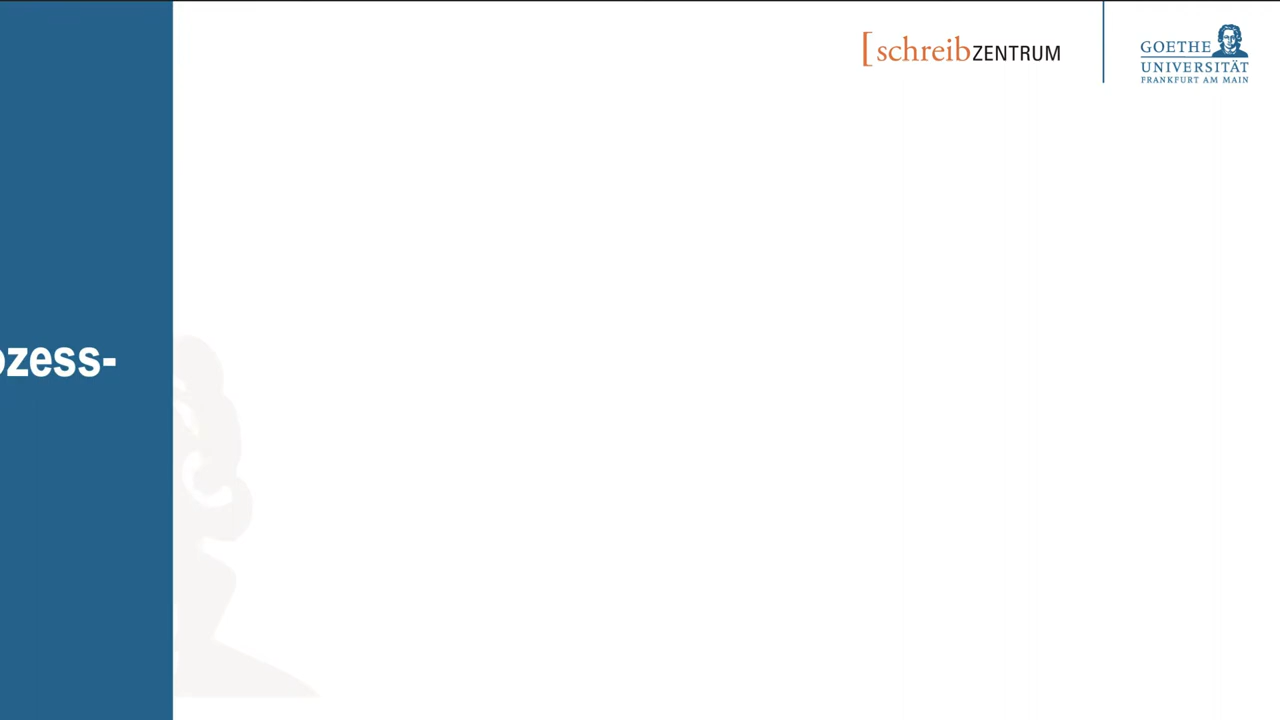 [ schreibZENTRUM
GOETHE
UNIVERSITÄT
FRANKFURT AM MAIN
ozess-